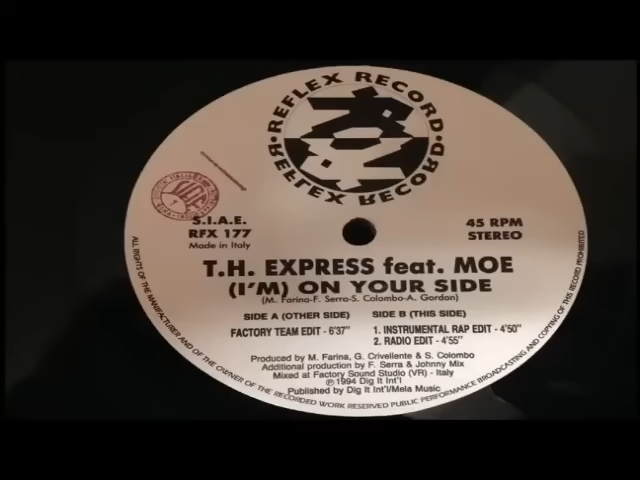 •REFLEX RECORD•
REFLEX RECORD
S.I.A.E.
RFX 177
Made in Italy
45 RPM
STEREO
T.H. EXPRESS feat. MOE
(I'M) ON YOUR SIDE
(M. Farina-F. Serra-S. Colombo-A. Gordon)
SIDE A (OTHER SIDE)
FACTORY TEAM EDIT - 6'37"
SIDE B (THIS SIDE)
1. INSTRUMENTAL RAP EDIT - 4'50"
2. RADIO EDIT - 4'55"
Produced by M. Farina, G. Crivellente & S. Colombo
Additional production by F. Serra & Johnny Mix
Mixed at Factory Sound Studio (VR) - Italy
℗ 1994 Dig It Int'l
Published by Dig It Int'l/Mela Music
ALL RIGHTS OF THE MANUFACTURER AND OF THE OWNER OF THE RECORDED WORK RESERVED PUBLIC PERFORMANCE BROADCASTING AND COPYING OF THIS RECORD PROHIBITED